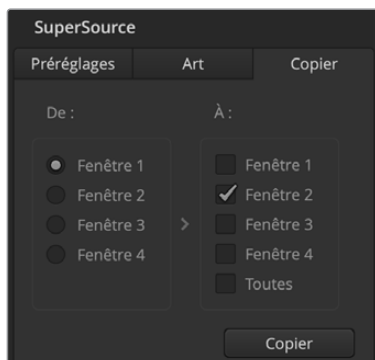 SuperSource
Préréglages Art Copier
De : À :
Fenêtre 1 Fenêtre 1
Fenêtre 2 Fenêtre 2
Fenêtre 3 > Fenêtre 3
Fenêtre 4 Fenêtre 4
Toutes
Copier